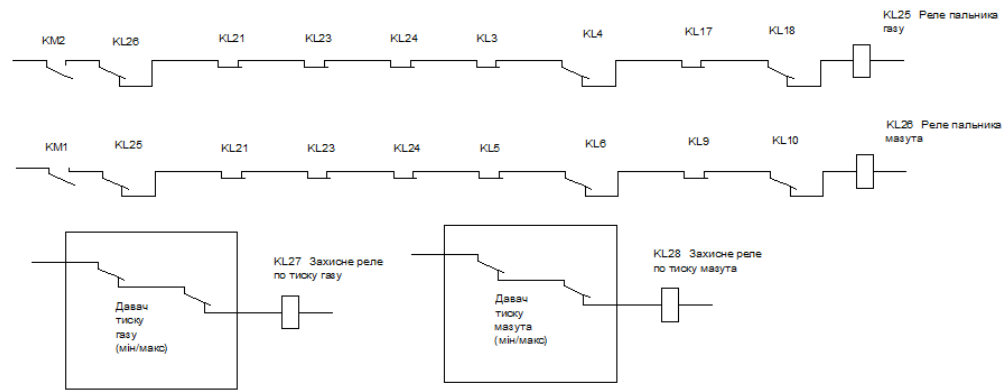 KL25 Реле пальника
газу
KM2
KL26
KL21
KL23
KL24
KL3
KL4
KL17
KL18
KL26 Реле пальника
мазута
KM1
KL25
KL21
KL23
KL24
KL5
KL6
KL9
KL10
KL27 Захисне реле
по тиску газу
Давач
тиску
газу
(мін/макс)
KL28 Захисне реле
по тиску мазута
Давач
тиску
мазута
(мін/макс)